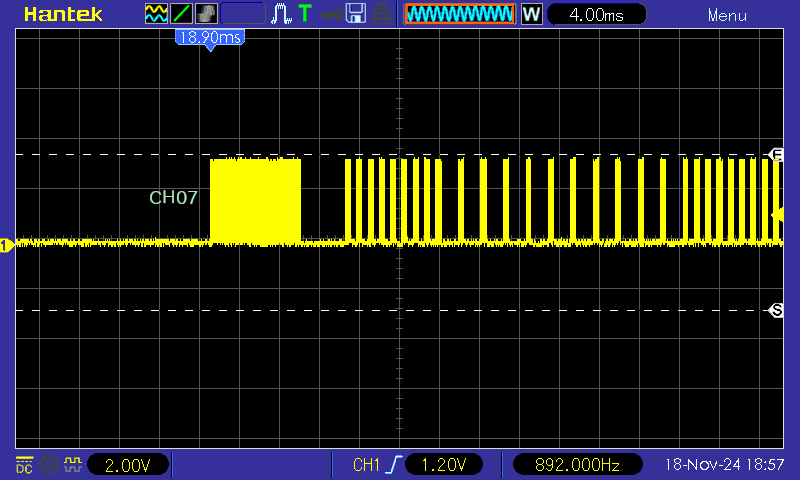 Hantek T W 4.00ms Menu
18.90ms
E
CH07
1
S
DC 2.00V CH1 1.20V 892.000Hz 18-Nov-24 18:57